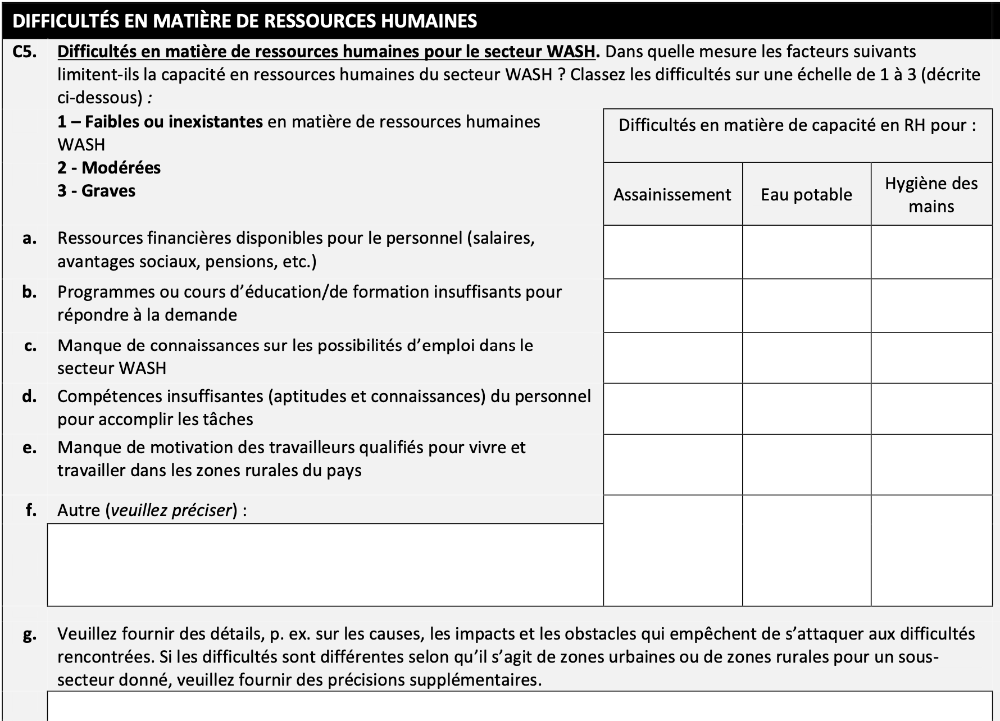 DIFFICULTÉS EN MATIÈRE DE RESSOURCES HUMAINES
C5. Difficultés en matière de ressources humaines pour le secteur WASH. Dans quelle mesure les facteurs suivants
limitent-ils la capacité en ressources humaines du secteur WASH ? Classez les difficultés sur une échelle de 1 à 3 (décrite
ci-dessous) :
1 – Faibles ou inexistantes en matière de ressources humaines
WASH
2 - Modérées
3 - Graves
Difficultés en matière de capacité en RH pour :
Assainissement
Eau potable
Hygiène des
mains
a. Ressources financières disponibles pour le personnel (salaires,
avantages sociaux, pensions, etc.)
b. Programmes ou cours d’éducation/de formation insuffisants pour
répondre à la demande
c. Manque de connaissances sur les possibilités d’emploi dans le
secteur WASH
d. Compétences insuffisantes (aptitudes et connaissances) du personnel
pour accomplir les tâches
e. Manque de motivation des travailleurs qualifiés pour vivre et
travailler dans les zones rurales du pays
f. Autre (veuillez préciser) :
g. Veuillez fournir des détails, p. ex. sur les causes, les impacts et les obstacles qui empêchent de s’attaquer aux difficultés
rencontrées. Si les difficultés sont différentes selon qu’il s’agit de zones urbaines ou de zones rurales pour un sous-
secteur donné, veuillez fournir des précisions supplémentaires.